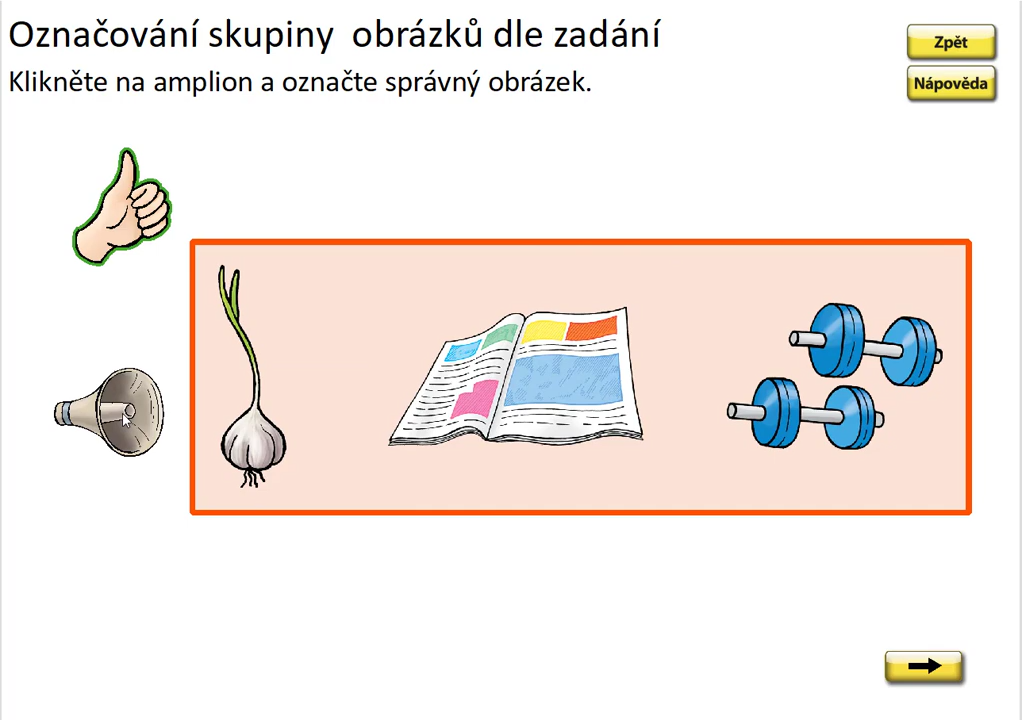 Označování skupiny  obrázků dle zadání
Klikněte na amplion a označte správný obrázek.
Zpět
Nápověda